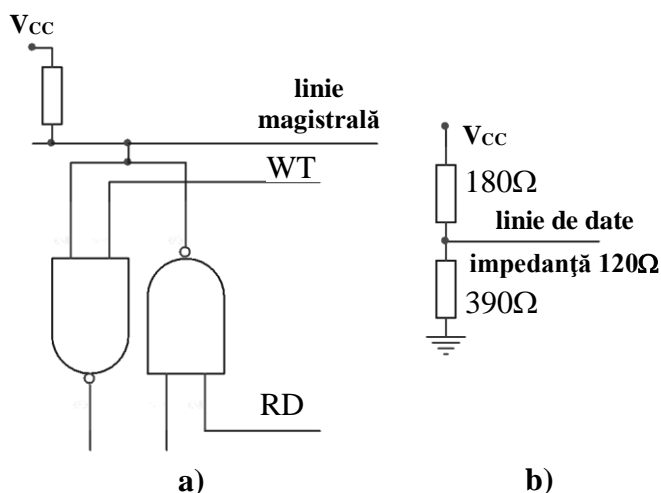 VCC
linie
magistrală
WT
RD
a)
VCC
180Ω
linie de date
impedanţă 120Ω
390Ω
b)